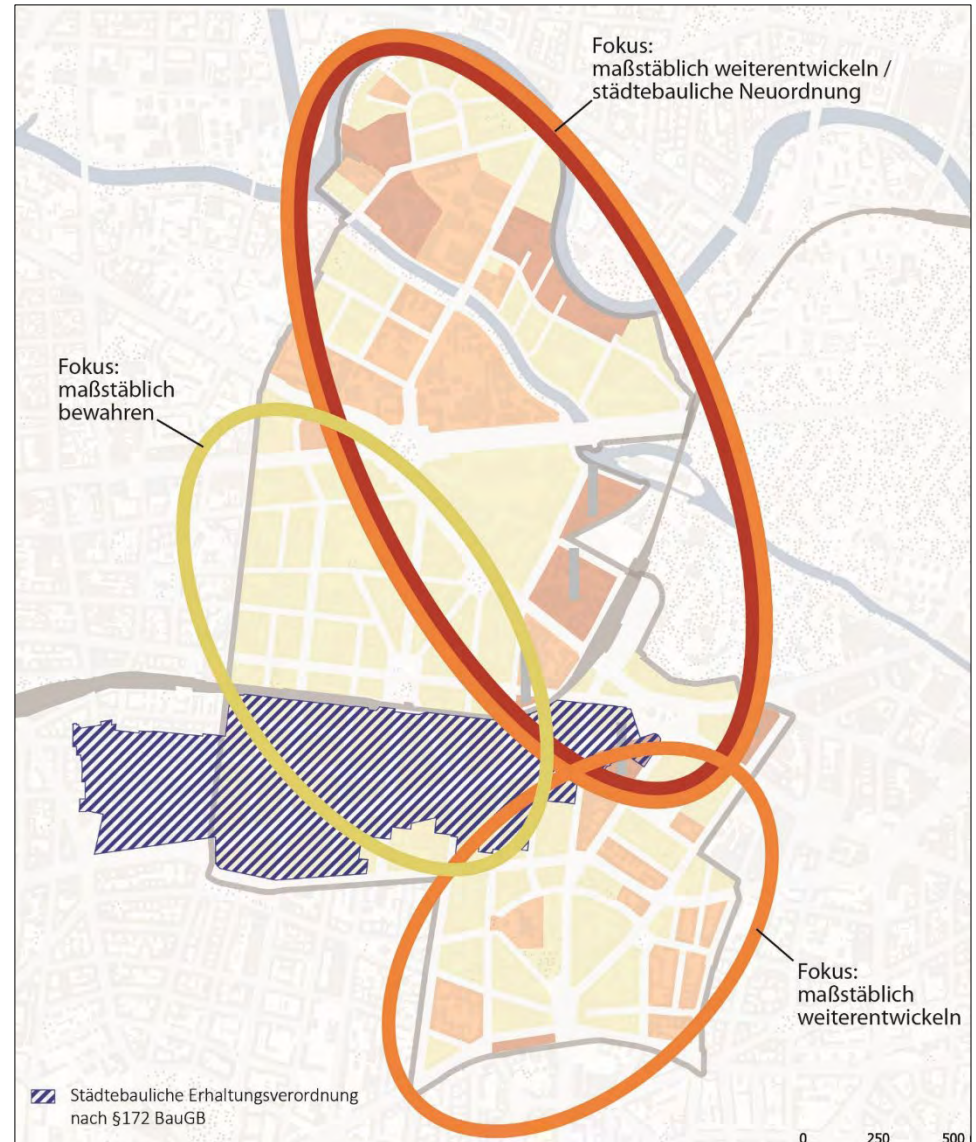 Fokus:
maßstäblich weiterentwickeln /
städtebauliche Neuordnung
Fokus:
maßstäblich
bewahren
Fokus:
maßstäblich
weiterentwickeln
Städtebauliche Erhaltungsverordnung
nach §172 BauGB
0 250 500